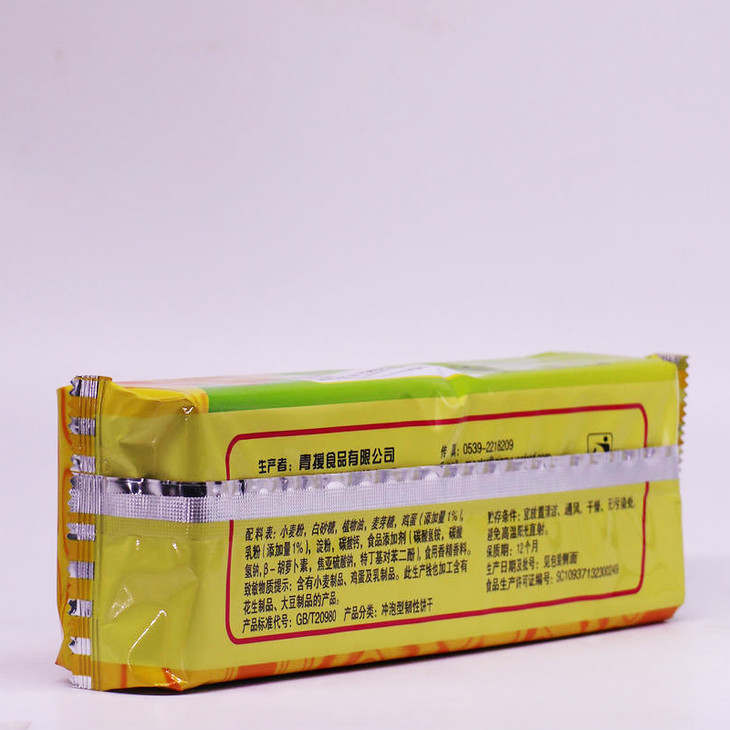 生产者：青援食品有限公司
传 真：0539-2218209
配料表：小麦粉，白砂糖，植物油，麦芽糖，鸡蛋（添加量1%），
乳粉（添加量1%），淀粉，碳酸钙，食品添加剂（碳酸氢铵，碳酸
氢钠，β－胡萝卜素，焦亚硫酸钠，特丁基对苯二酚），食用香精香料。
致敏物质提示：含有小麦制品、鸡蛋及乳制品。此生产线也加工含有
花生制品、大豆制品的产品。
产品标准代号：GB/T20980 产品分类：冲泡型韧性饼干
贮存条件：宜放置清洁、通风、干燥、无污染处，
避免高温阳光直射。
保质期：12个月
生产日期及批号：见包装侧面
食品生产许可证编号：SC10937132300249